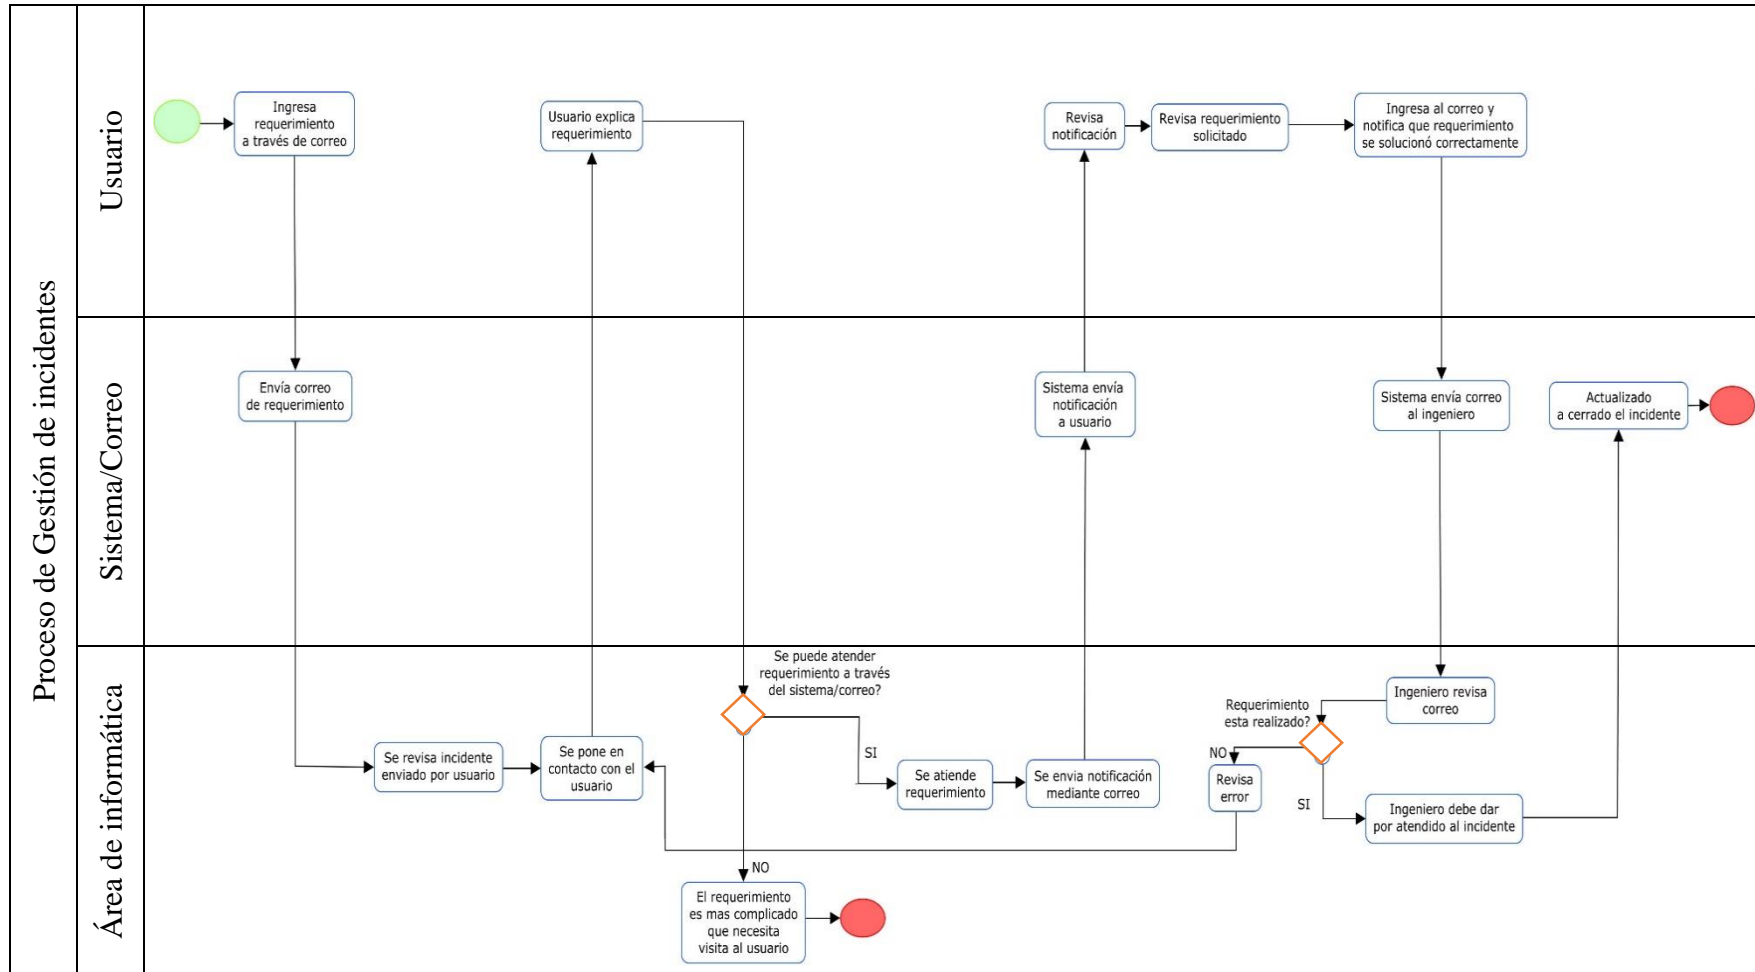 Proceso de Gestión de incidentes
Usuario
Ingresa
requerimiento
a través de correo
Usuario explica
requerimiento
Revisa
notificación
Revisa requerimiento
solicitado
Ingresa al correo y
notifica que requerimiento
se solucionó correctamente
Sistema/Correo
Envía correo
de requerimiento
Sistema envía
notificación
a usuario
Sistema envía correo
al ingeniero
Actualizado
a cerrado el incidente
Área de informática
Se revisa incidente
enviado por usuario
Se pone en
contacto con el
usuario
Se puede atender
requerimiento a través
del sistema/correo?
SI
NO
El requerimiento
es mas complicado
que necesita
visita al usuario
Se atiende
requerimiento
Se envia notificación
mediante correo
Ingeniero revisa
correo
Requerimiento
esta realizado?
NO
Revisa
error
SI
Ingeniero debe dar
por atendido al incidente